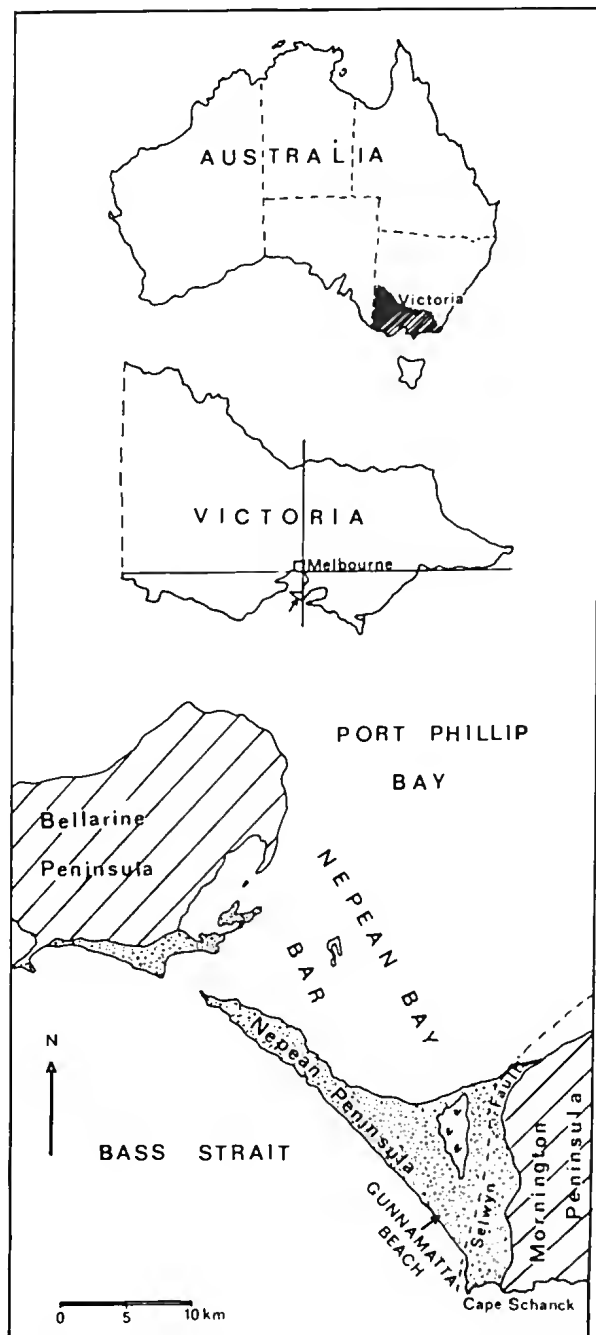 AUSTRALIA
Victoria
VICTORIA
Melbourne
PORT PHILLIP
BAY
Bellarine
Peninsula
NEPEAN BAY
BAR
Nepean Peninsula
N
BASS STRAIT
Selwyn Fault
Mornington
Peninsula
GUNNAMATTA
BEACH
Cape Schanck
0 5 10 km